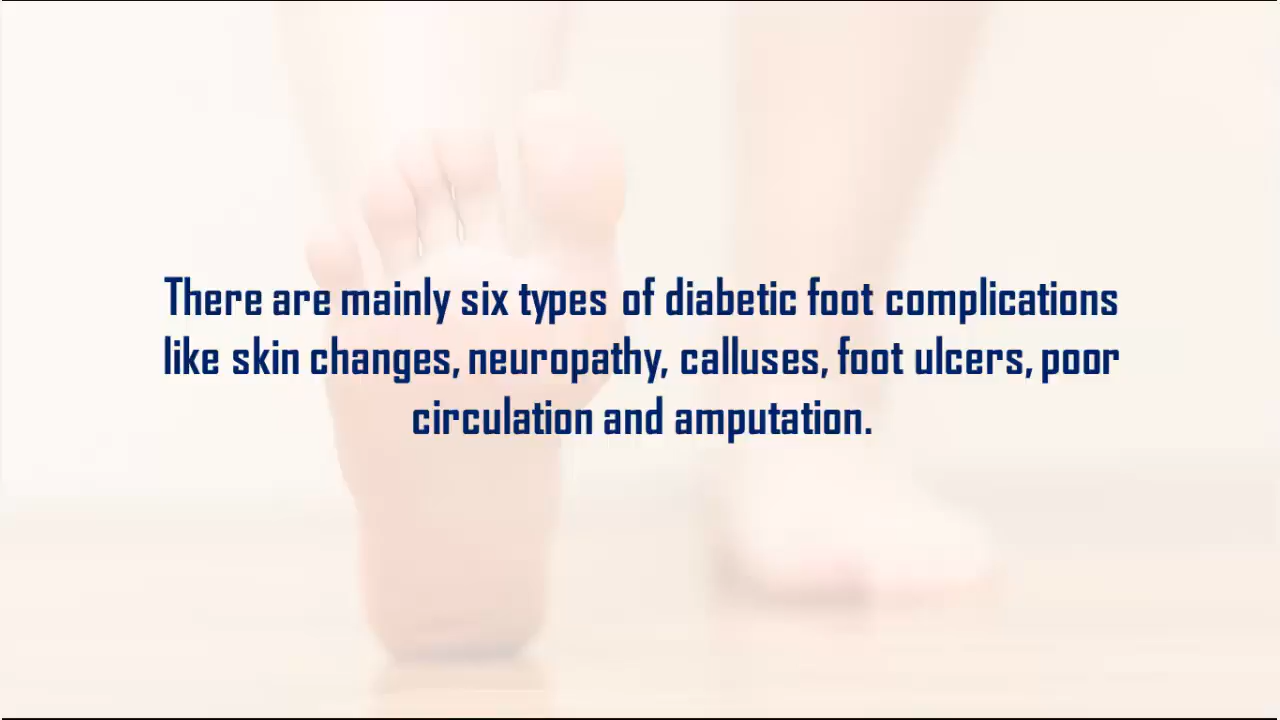 There are mainly six types of diabetic foot complications
like skin changes, neuropathy, calluses, foot ulcers, poor
circulation and amputation.